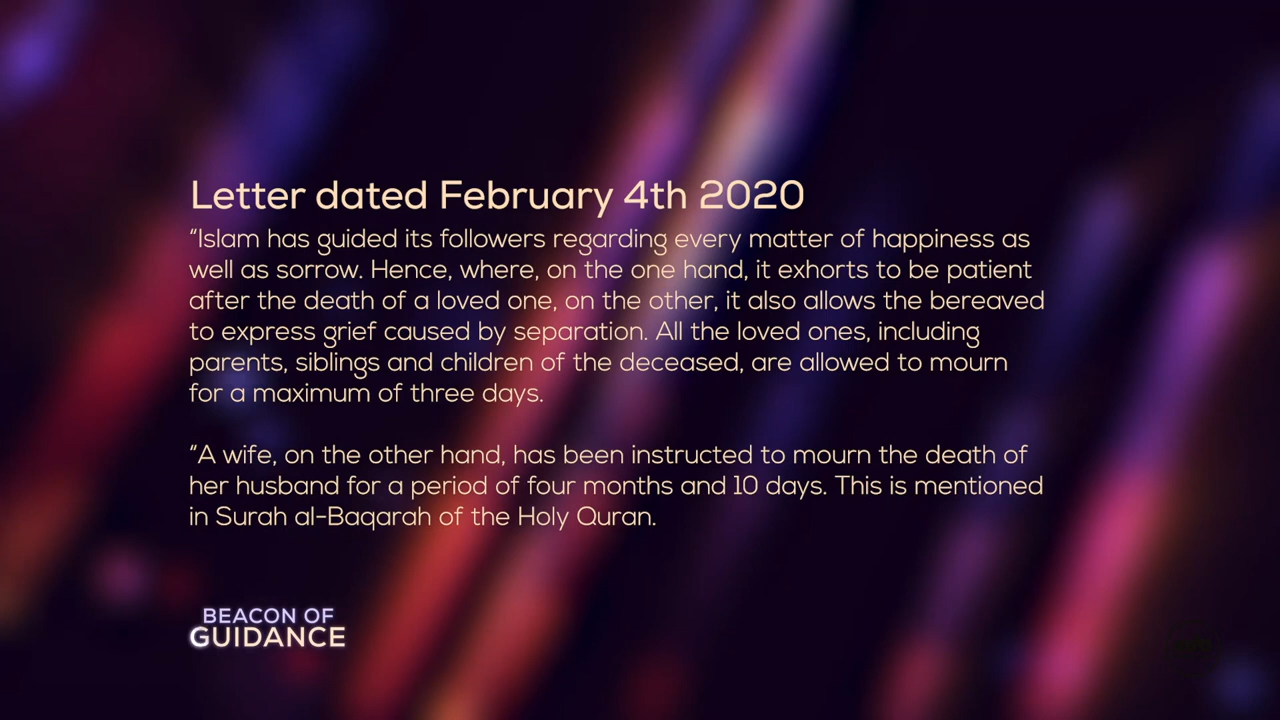 Letter dated February 4th 2020
“Islam has guided its followers regarding every matter of happiness as
well as sorrow. Hence, where, on the one hand, it exhorts to be patient
after the death of a loved one, on the other, it also allows the bereaved
to express grief caused by separation. All the loved ones, including
parents, siblings and children of the deceased, are allowed to mourn
for a maximum of three days.
“A wife, on the other hand, has been instructed to mourn the death of
her husband for a period of four months and 10 days. This is mentioned
in Surah al-Baqarah of the Holy Quran.
BEACON OF
GUIDANCE